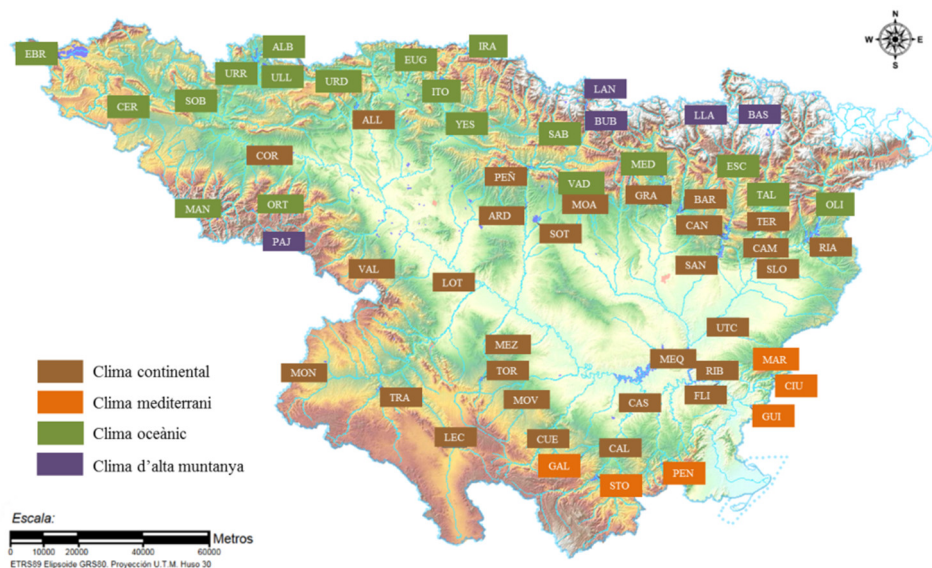 N
W
E
S
EBR
ALB
EUG
IRA
URR
ULL
URD
CER
SOB
ITO
LAN
ALL
YES
BUB
LLA
BAS
SAB
COR
MED
ESC
PEÑ
VAD
GRA
BAR
TAL
OLI
MAN
ORT
ARD
MOA
CAN
TER
PAJ
SOT
CAM
RIA
VAL
LOT
SAN
SLO
UTC
MEZ
MEQ
MAR
MON
TOR
RIB
CIU
TRA
MOV
CAS
FLI
GUI
LEC
CUE
CAL
GAL
STO
PEN
Clima continental
Clima mediterrani
Clima oceànic
Clima d'alta muntanya
Escala:
Metros
0 10000 20000 40000 60000
ETRS89 Elipsoide GRS80. Proyección U.T.M. Huso 30